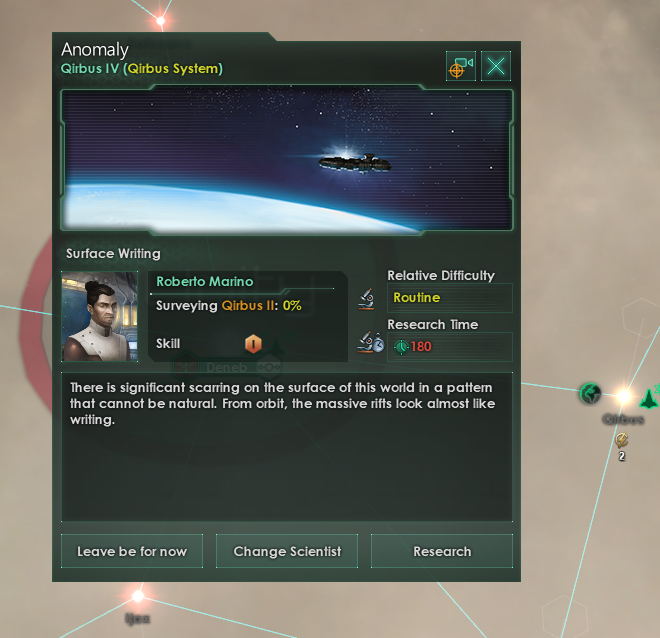 Anomaly
Qirbus IV (Qirbus System)
Surface Writing
Roberto Marino
Surveying Qirbus II: 0%
Skill
I
Relative Difficulty
Routine
Research Time
180
Deneb
There is significant scarring on the surface of this world in a pattern
that cannot be natural. From orbit, the massive rifts look almost like
writing.
Leave be for now
Change Scientist
Research
Qirbus
2
Ijax